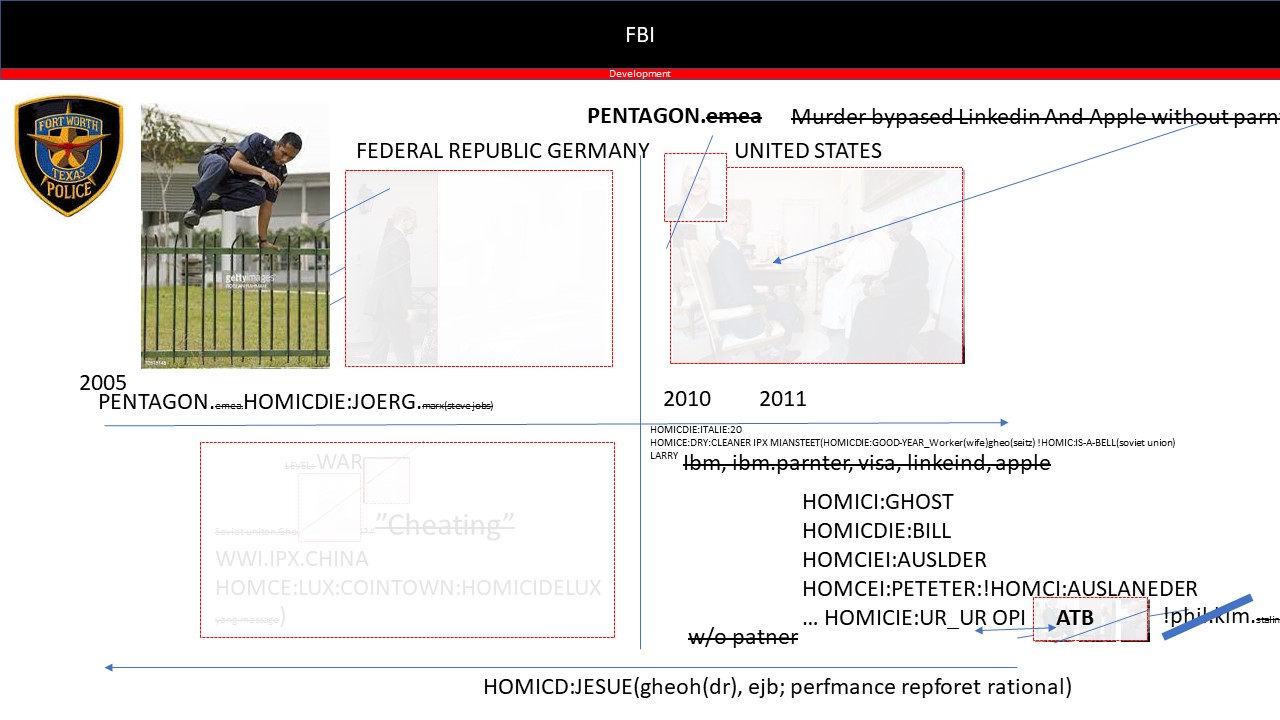 FBI
Development
FORT WORTH
TEXAS
POLICE
PENTAGON.emea
Murder bypased Linkedin And Apple without parn
FEDERAL REPUBLIC GERMANY
UNITED STATES
gettyimages
2005
PENTAGON.emea.HOMICDIE:JOERG.marx(steve jobs)
2010
2011
HOMICDIE:ITALIE:20
HOMICE:DRY:CLEANER IPX MIANSTEET(HOMICDIE:GOOD-YEAR_Worker(wife)gheo(seitz) !HOMIC:IS-A-BELL(soviet union)
LARRY
Ibm, ibm.parnter, visa, linkeind, apple
LEVEL: WAR
Soviet uniton.Gho
"Cheating"
WWI.IPX.CHINA
HOMCE:LUX:COINTOWN:HOMICIDELUX
yang.message)
HOMICI:GHOST
HOMICDIE:BILL
HOMCIEI:AUSLDER
HOMCEI:PETETER:!HOMCI:AUSLANEDER
... HOMICIE:UR_UR OPI
ATB
!phil.kim.stalin
w/o patner
HOMICD:JESUE(gheoh(dr), ejb; perfmance repforet rational)